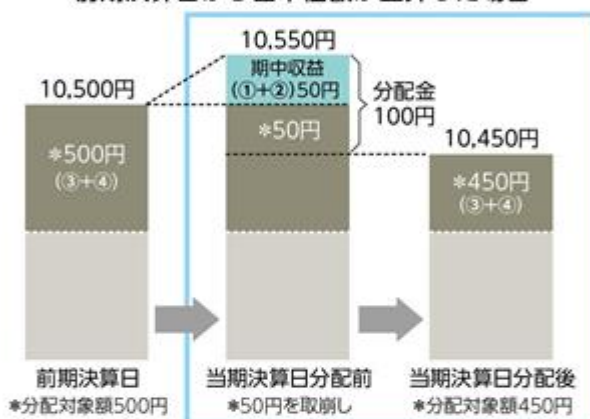 10,550円
10,500円
期中収益
(①+②)50円
分配金
100円
*500円
(③+④)
*50円
10,450円
*450円
(③+④)
前期決算日
*分配対象額500円
当期決算日分配前
*50円を取崩し
当期決算日分配後
*分配対象額450円